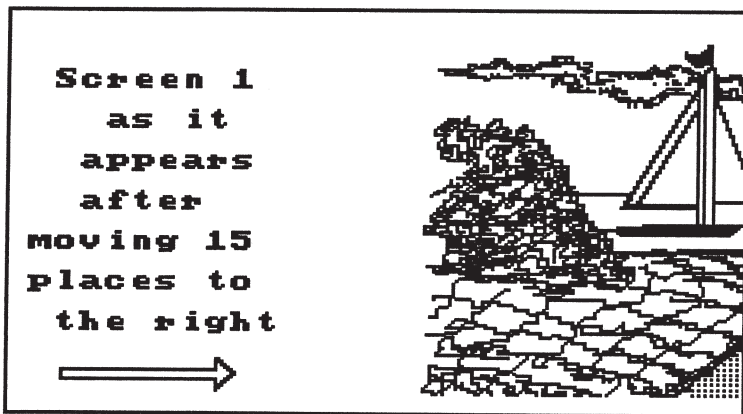 Screen 1
as it
appears
after
moving 15
places to
the right